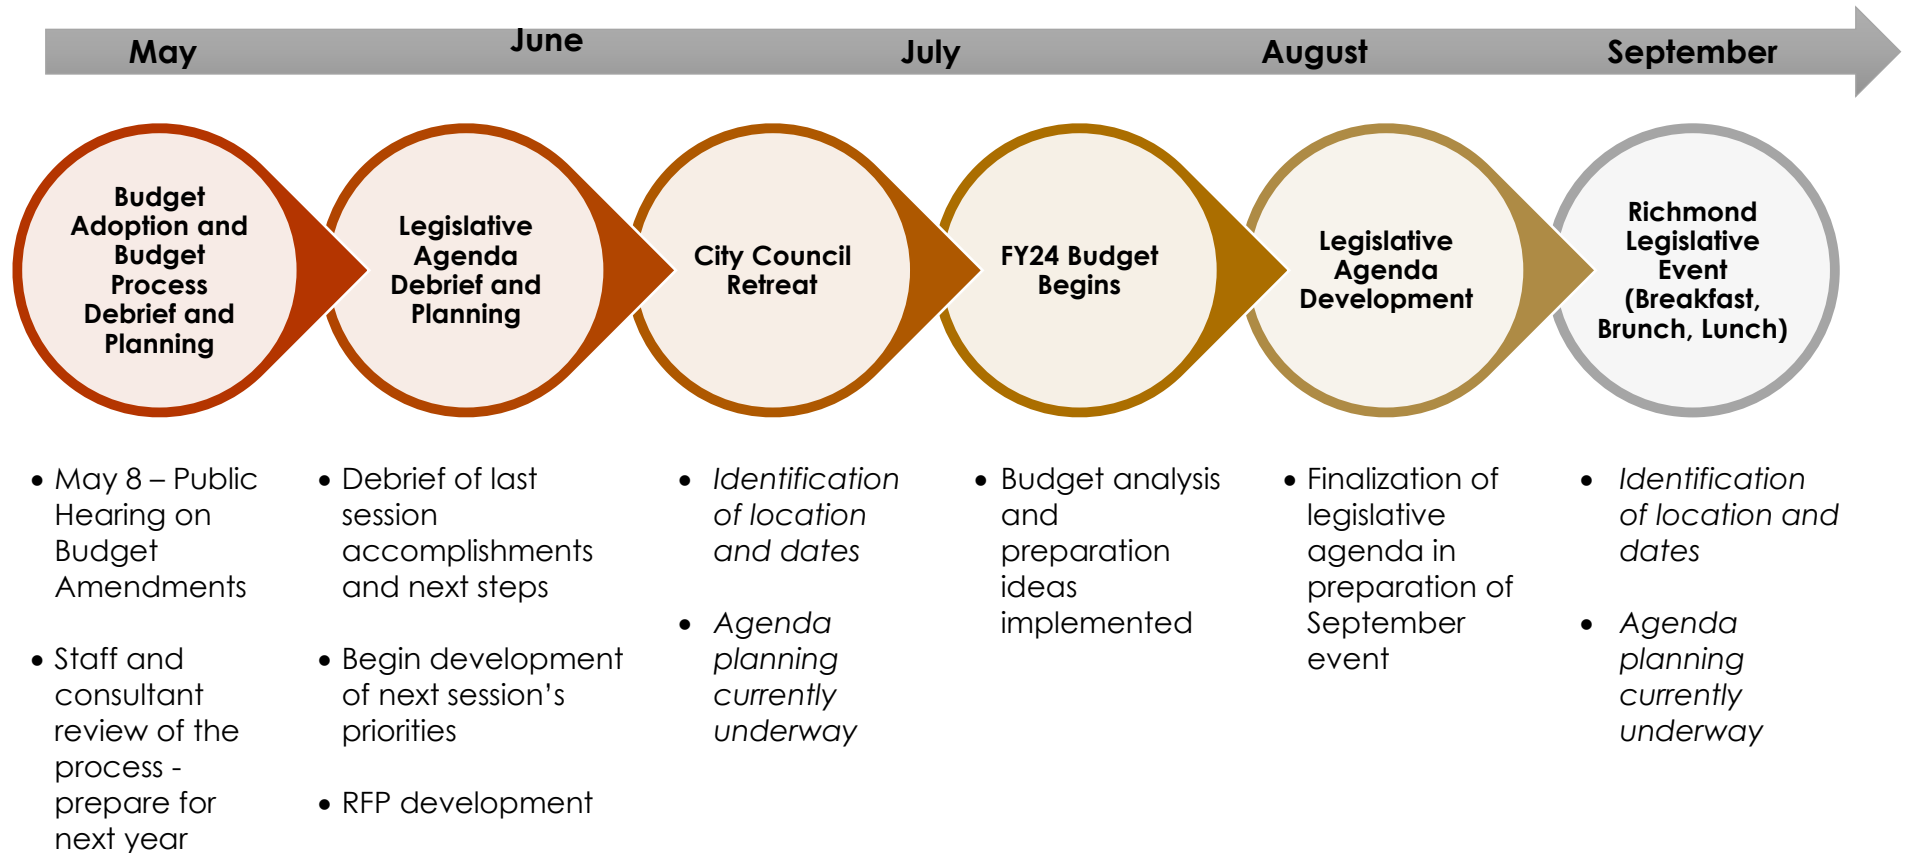 May
June
July
August
September
Budget
Adoption and
Budget
Process
Debrief and
Planning
Legislative
Agenda
Debrief and
Planning
City Council
Retreat
FY24 Budget
Begins
Legislative
Agenda
Development
Richmond
Legislative
Event
(Breakfast,
Brunch, Lunch)
• May 8 – Public
Hearing on
Budget
Amendments
• Staff and
consultant
review of the
process -
prepare for
next year
• Debrief of last
session
accomplishments
and next steps
• Begin development
of next session’s
priorities
• RFP development
• Identification
of location
and dates
• Agenda
planning
currently
underway
• Budget analysis
and
preparation
ideas
implemented
• Finalization of
legislative
agenda in
preparation of
September
event
• Identification
of location and
dates
• Agenda
planning
currently
underway